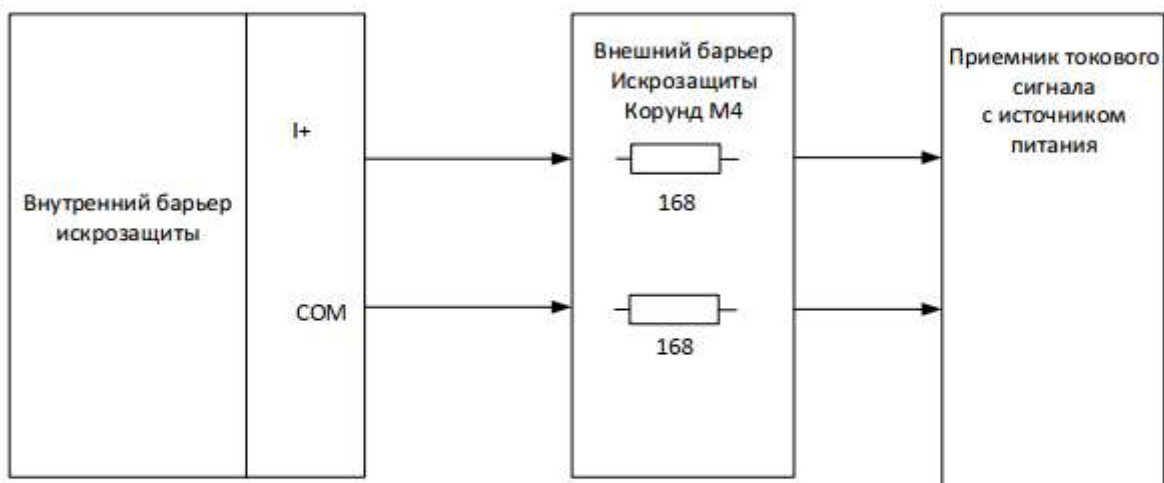 Внутренний барьер
искрозащиты
I+
COM
Внешний барьер
Искрозащиты
Корунд М4
168
168
Приемник токового
сигнала
с источником
питания